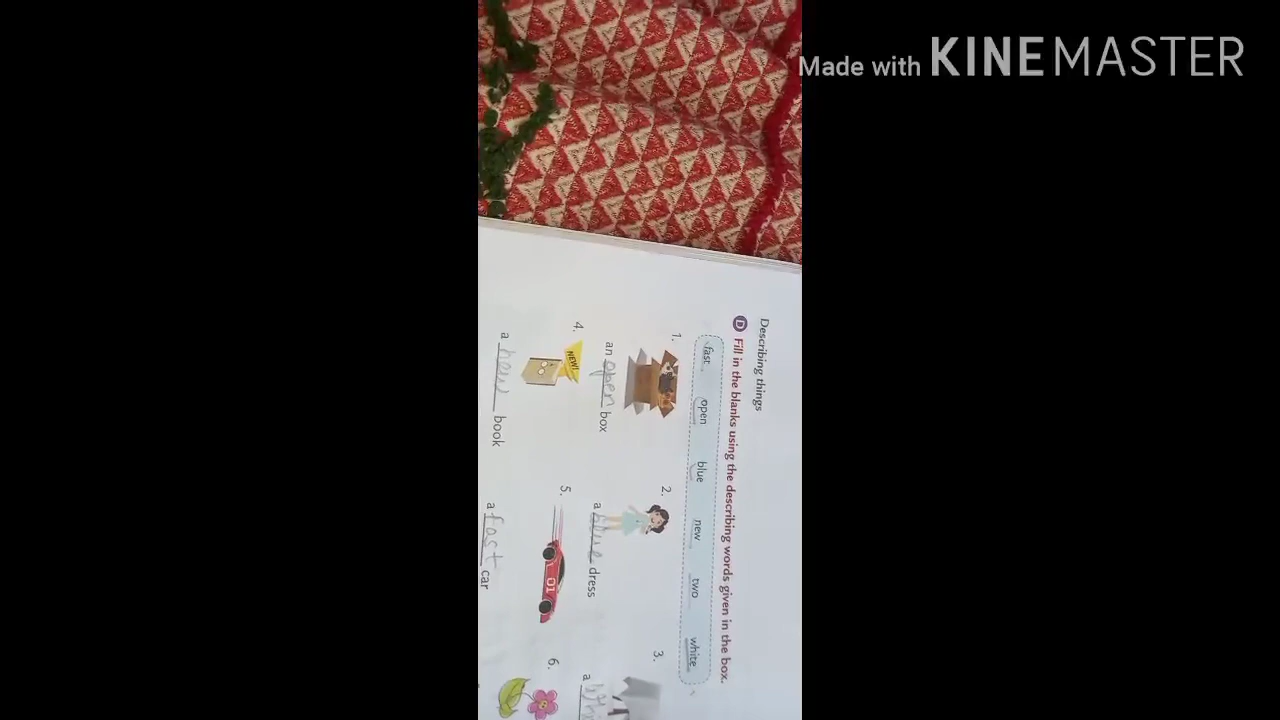 Made with KINEMASTER
Describing things
D Fill in the blanks using the describing words given in the box.
fast open blue new two white
1. 2. 3.
an open box a blue dress a
4. 5. 6.
a new book a fast car